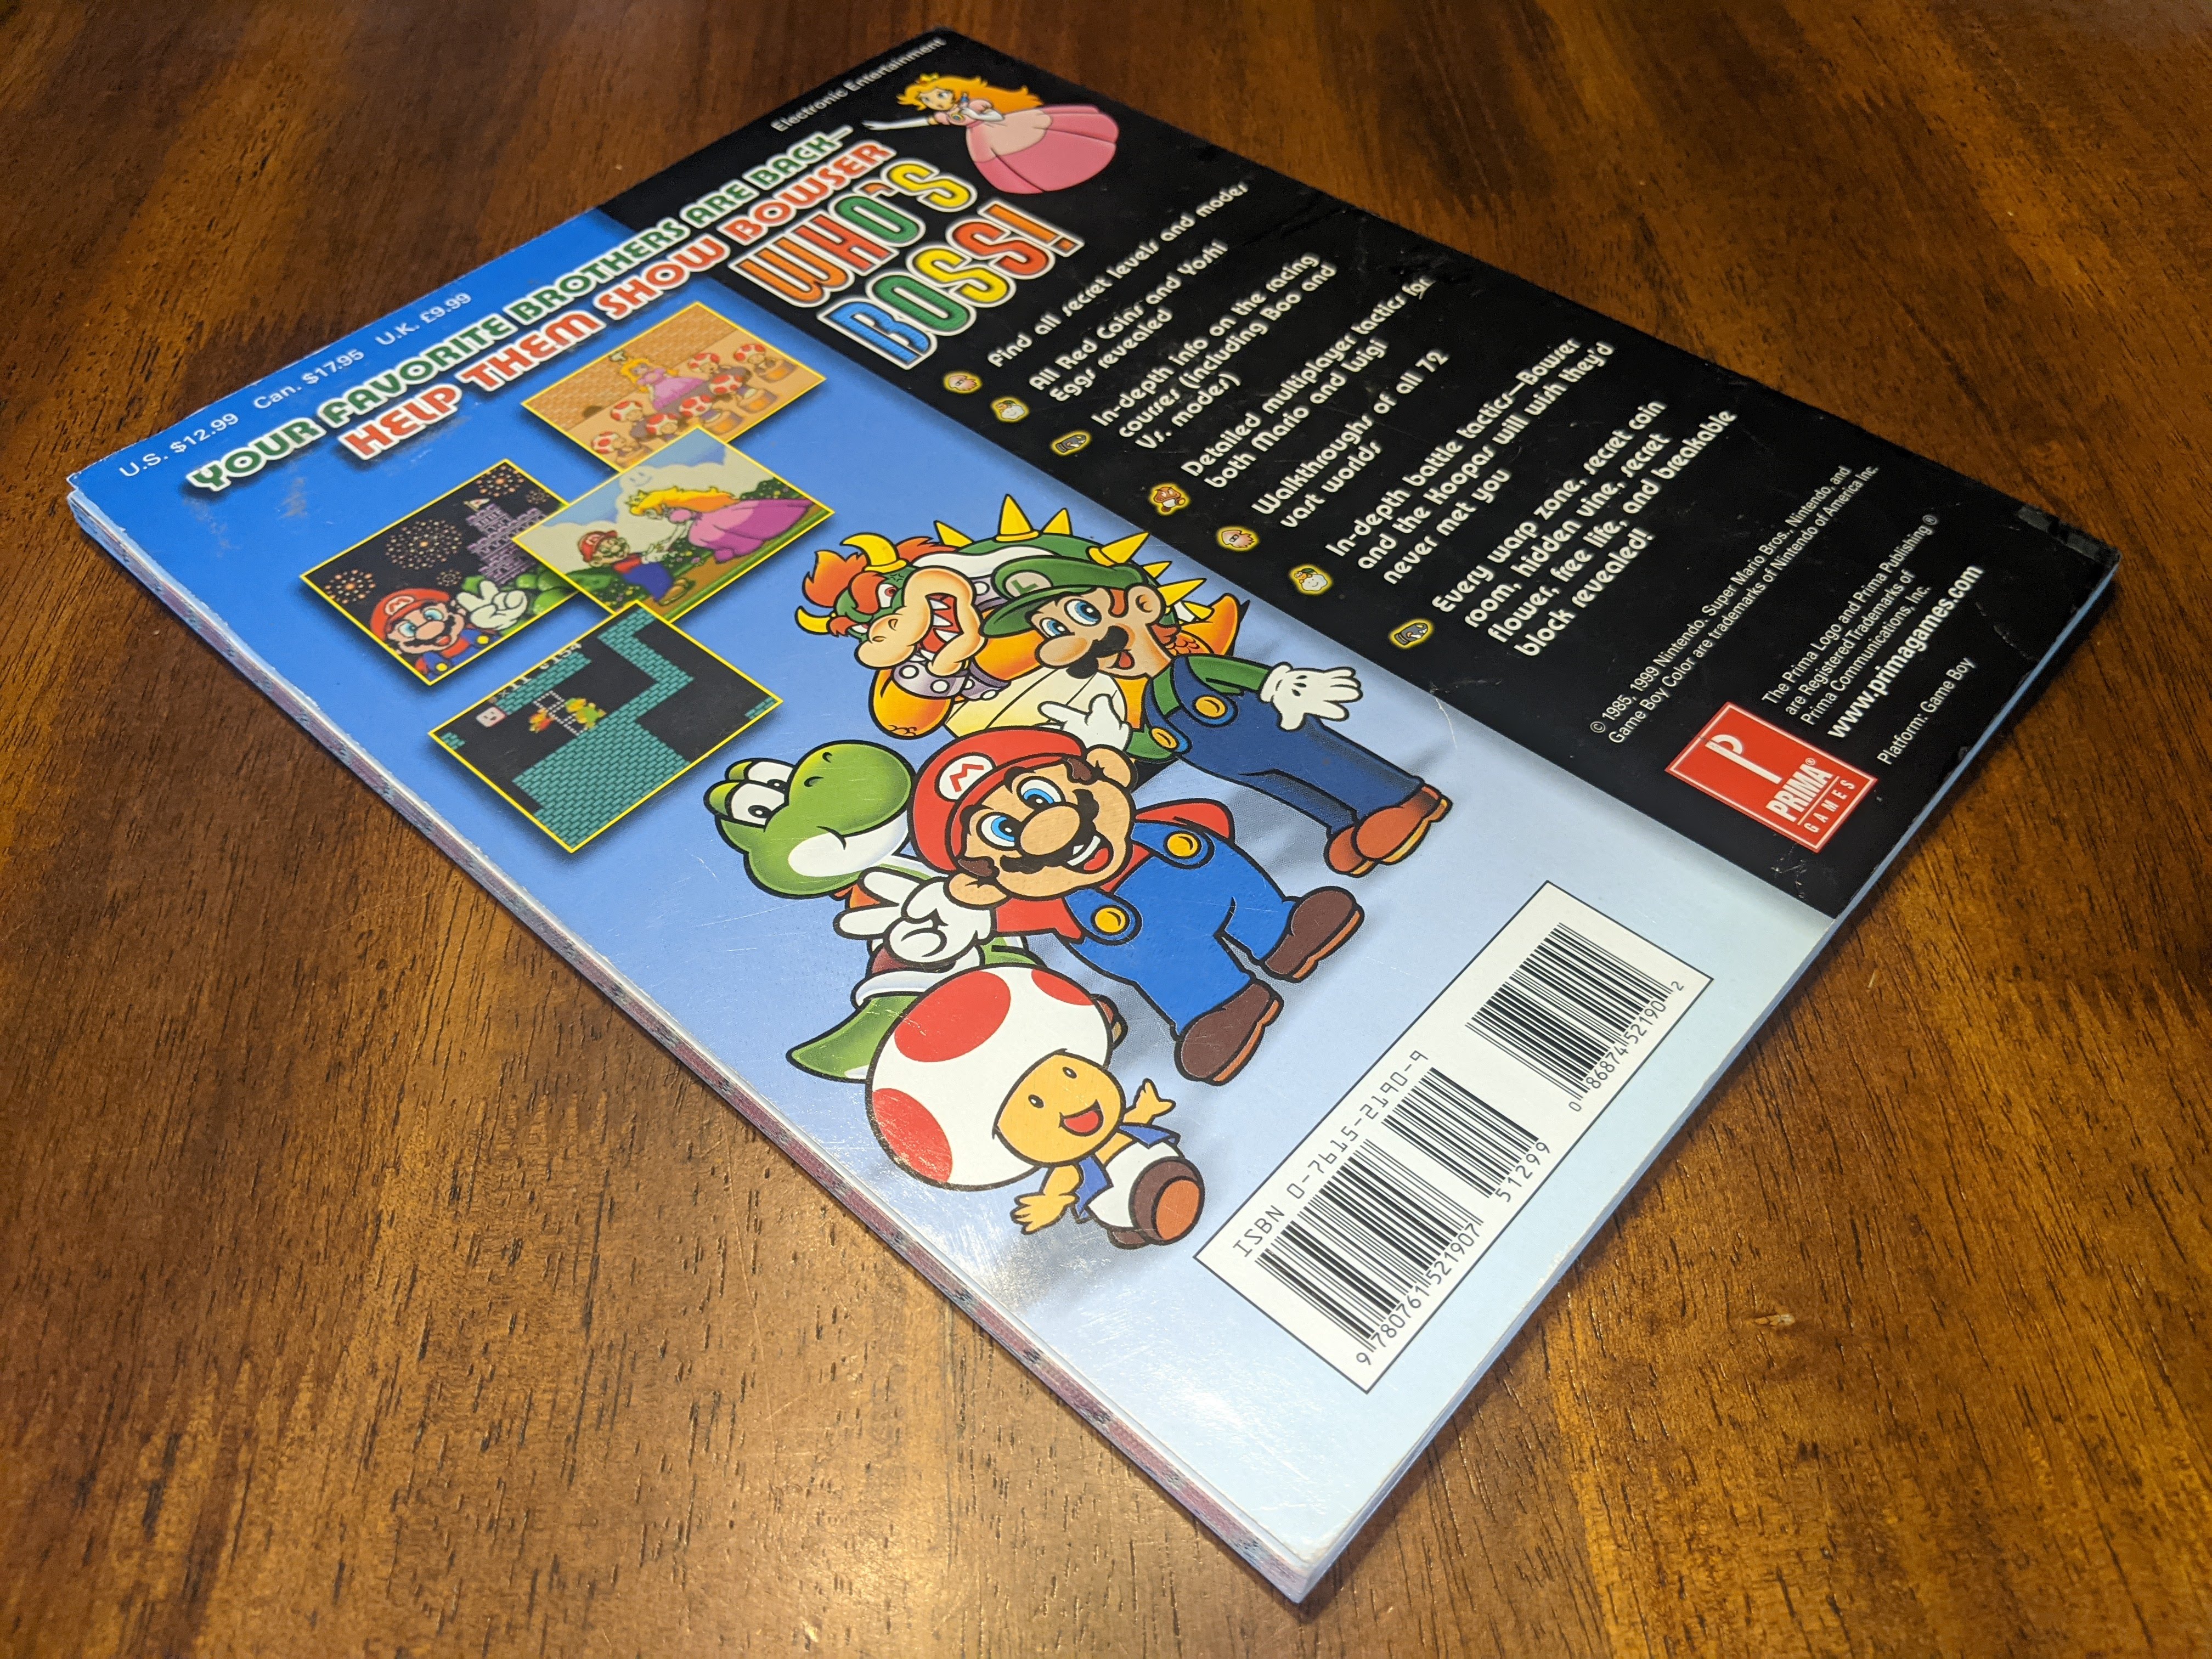 Electronic Entertainment
U.S. $12.99 Can. $17.95 U.K. £9.99
YOUR FAVORITE BROTHERS ARE BACK—
HELP THEM SHOW BOWSER
WHO'S
BOSS!
Find all secret levels and modes
All Red Coins and Yoshi
Eggs revealed
In-depth info on the racing
courses (including Boo and
Vs. modes)
Detailed multiplayer tactics for
both Mario and Luigi
Walkthroughs of all 72
vast worlds
In-depth battle tactics—Bowser
and the Koopas will wish they'd
never met you
Every warp zone, secret coin
room, hidden vine, secret
flower, free life, and breakable
block revealed!
© 1985, 1999 Nintendo. Super Mario Bros., Nintendo, and
Game Boy Color are trademarks of Nintendo of America Inc.
P
PRIMA®
GAMES
The Prima Logo and Prima Publishing®
are Registered Trademarks of
Prima Communications, Inc.
www.primagames.com
Platform: Game Boy
M
L
M
ISBN 0-7615-2190-9
9 780761 521907
51299
0 86874 52190 2